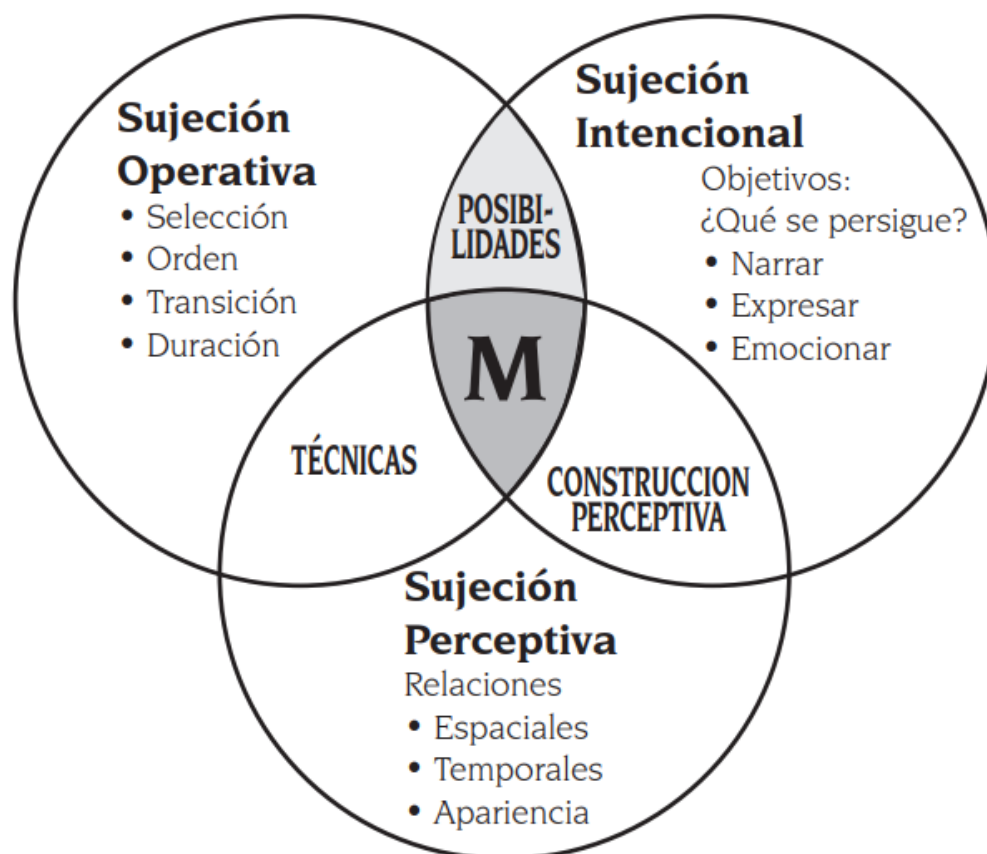 Sujeción
Operativa
• Selección
• Orden
• Transición
• Duración
Sujeción
Intencional
Objetivos:
¿Qué se persigue?
• Narrar
• Expresar
• Emocionar
POSIBI-
LIDADES
M
TÉCNICAS
CONSTRUCCION
PERCEPTIVA
Sujeción
Perceptiva
Relaciones
• Espaciales
• Temporales
• Apariencia